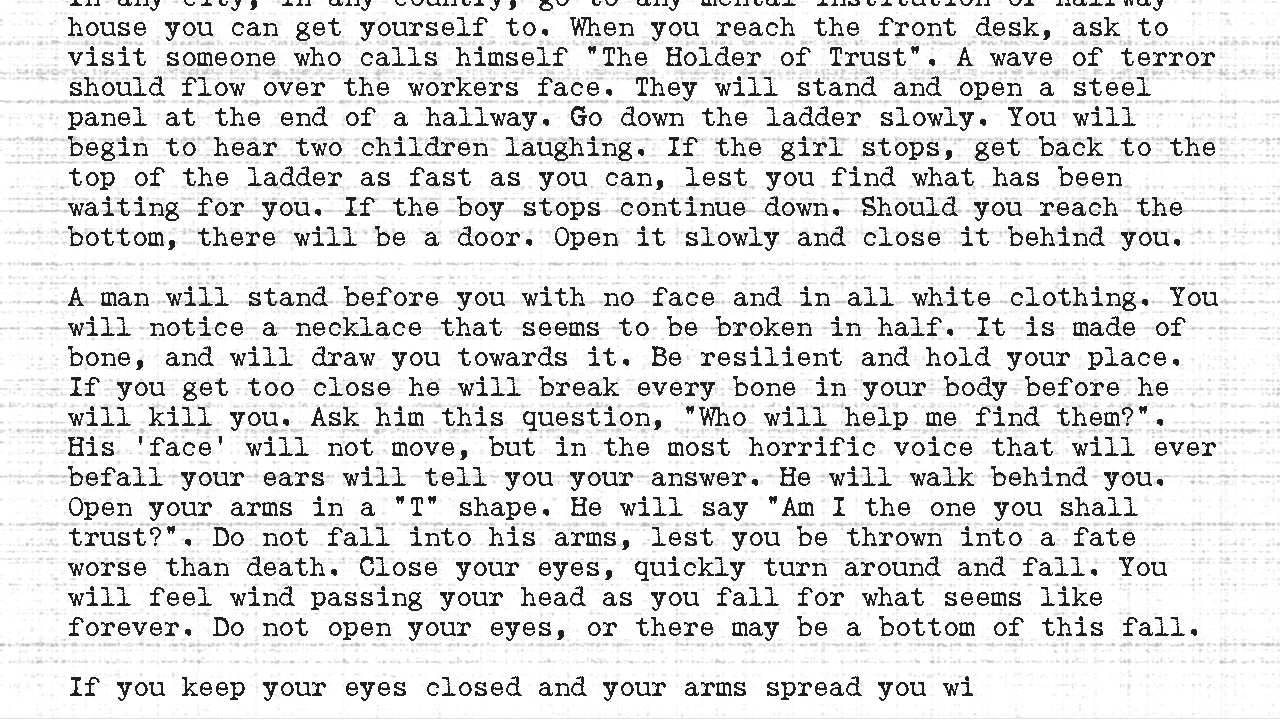 In any city, in any country, go to any mental institution or halfway
house you can get yourself to. When you reach the front desk, ask to
visit someone who calls himself "The Holder of Trust". A wave of terror
should flow over the workers face. They will stand and open a steel
panel at the end of a hallway. Go down the ladder slowly. You will
begin to hear two children laughing. If the girl stops, get back to the
top of the ladder as fast as you can, lest you find what has been
waiting for you. If the boy stops continue down. Should you reach the
bottom, there will be a door. Open it slowly and close it behind you.
A man will stand before you with no face and in all white clothing. You
will notice a necklace that seems to be broken in half. It is made of
bone, and will draw you towards it. Be resilient and hold your place.
If you get too close he will break every bone in your body before he
will kill you. Ask him this question, "Who will help me find them?".
His 'face' will not move, but in the most horrific voice that will ever
befall your ears will tell you your answer. He will walk behind you.
Open your arms in a "T" shape. He will say "Am I the one you shall
trust?". Do not fall into his arms, lest you be thrown into a fate
worse than death. Close your eyes, quickly turn around and fall. You
will feel wind passing your head as you fall for what seems like
forever. Do not open your eyes, or there may be a bottom of this fall.
If you keep your eyes closed and your arms spread you wi